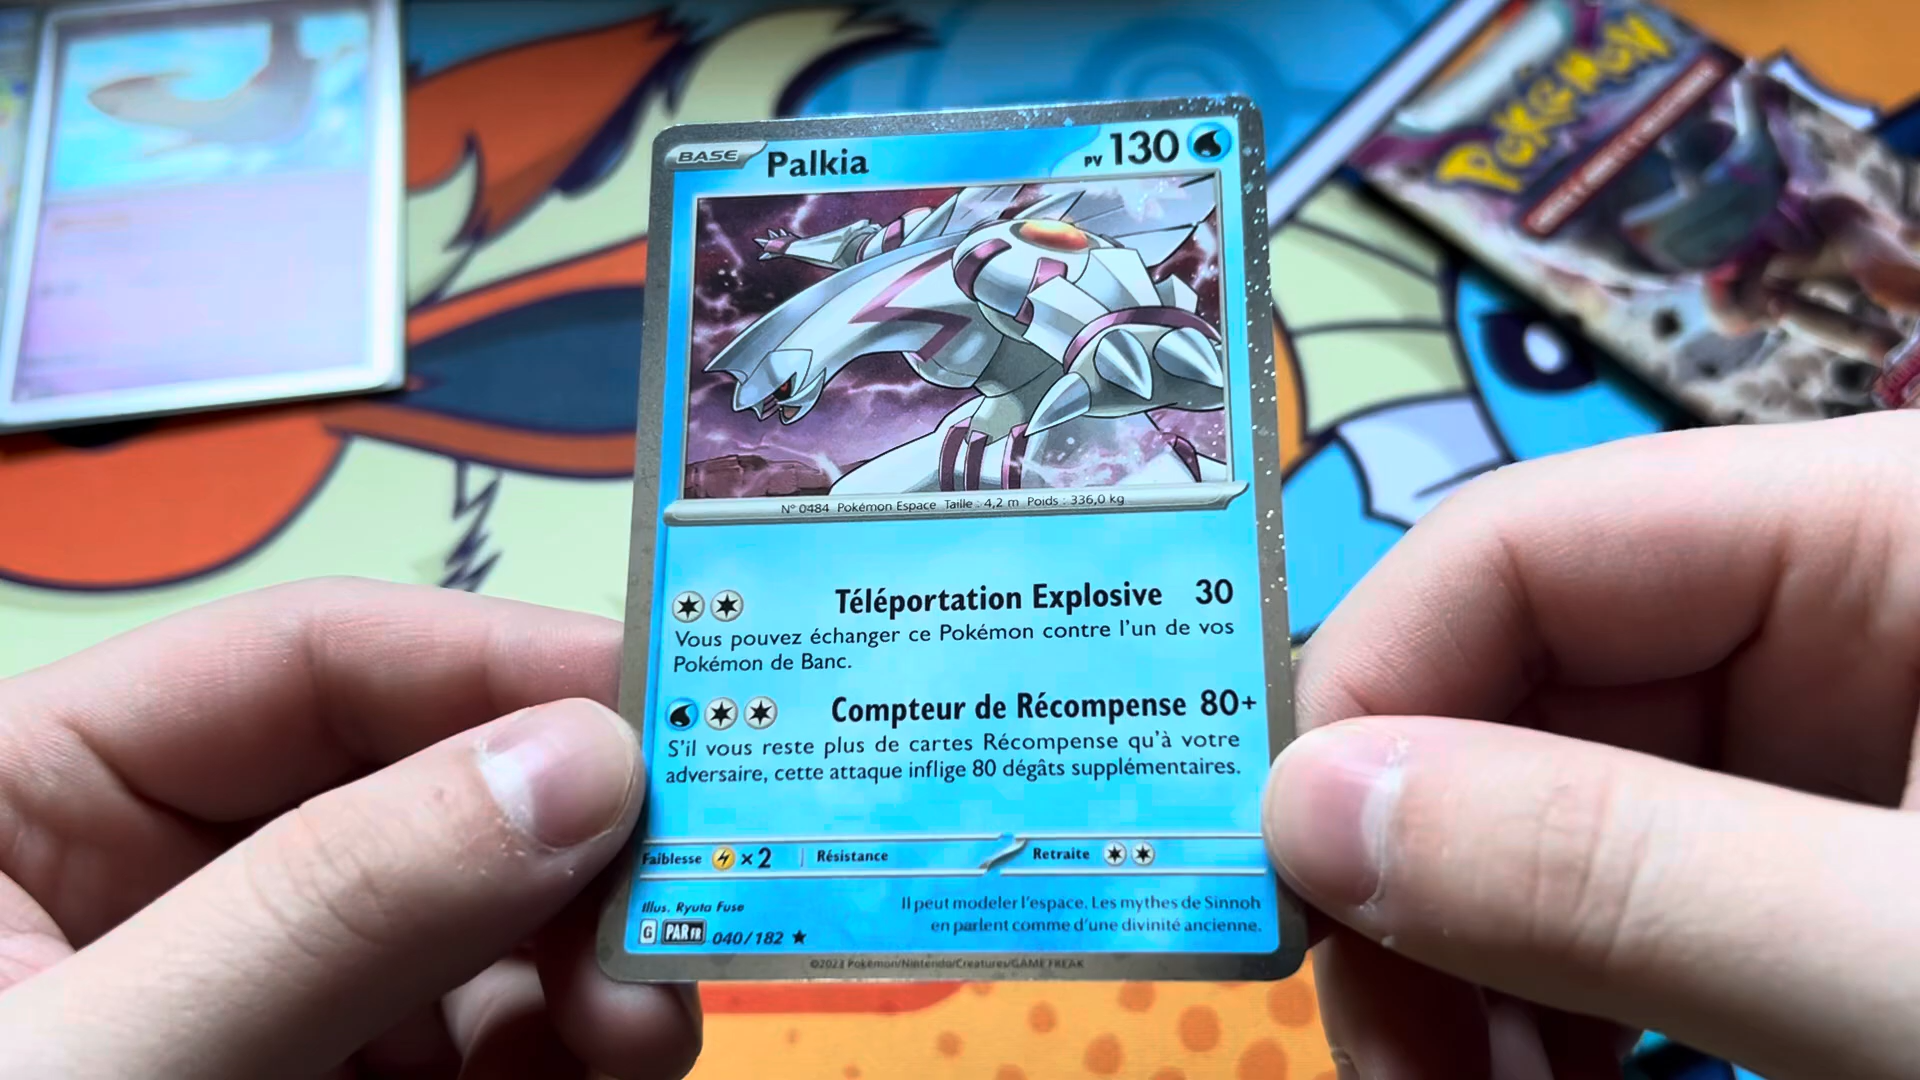 BASE Palkia PV 130
N° 0484 Pokémon Espace Taille : 4,2 m Poids : 336,0 kg
Téléportation Explosive 30
Vous pouvez échanger ce Pokémon contre l'un de vos
Pokémon de Banc.
Compteur de Récompense 80+
S'il vous reste plus de cartes Récompense qu'à votre
adversaire, cette attaque inflige 80 dégâts supplémentaires.
Faiblesse ×2 Résistance Retraite
Illus. Ryuta Fuse
Il peut modeler l'espace. Les mythes de Sinnoh
en parlent comme d'une divinité ancienne.
G PAR FR 040/182 ★
©2023 Pokémon/Nintendo/Creatures/GAME FREAK
POKÉMON